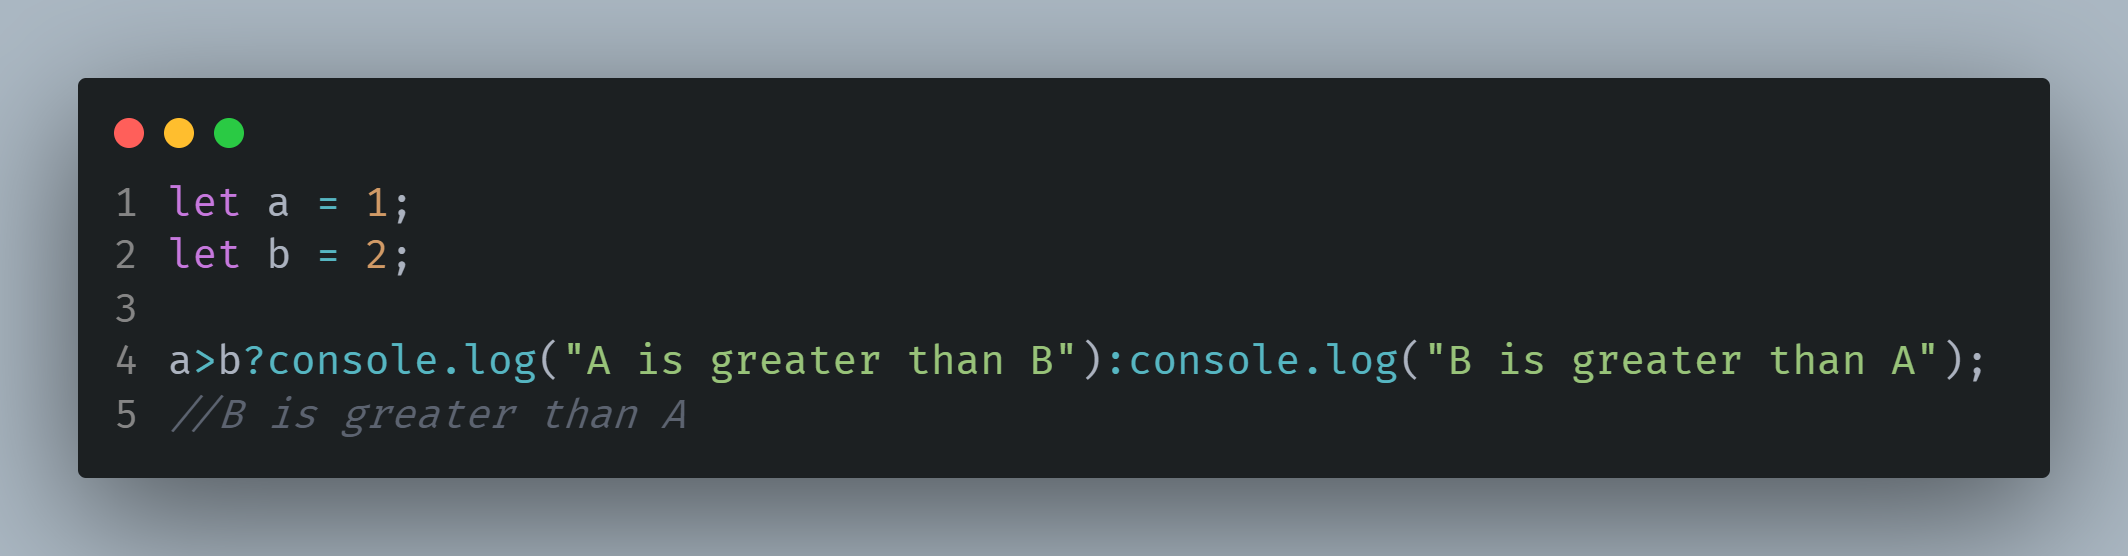 1 let a = 1;
2 let b = 2;
3
4 a>b?console.log("A is greater than B"):console.log("B is greater than A");
5 //B is greater than A